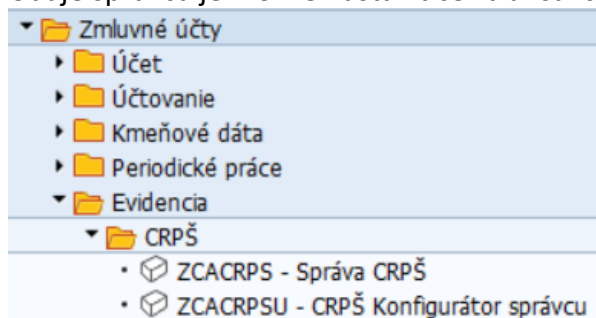 Zmluvné účty
Účet
Účtovanie
Kmeňové dáta
Periodické práce
Evidencia
CRPŠ
ZCACRPS - Správa CRPŠ
ZCACRPSU - CRPŠ Konfigurátor správcu